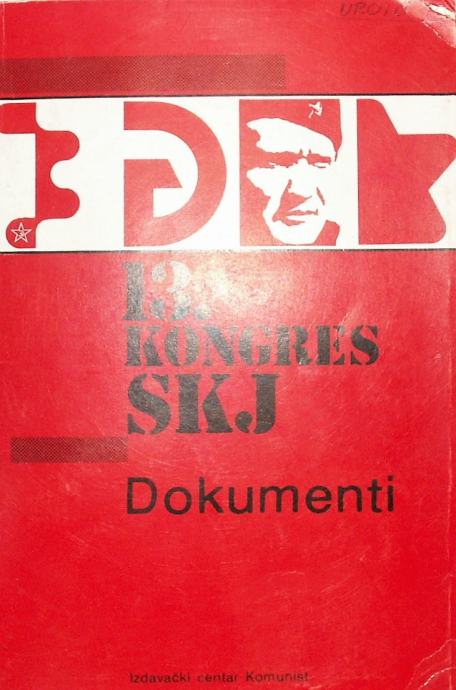 13.
KONGRES
SKJ
Dokumenti
Izdavački centar Komunist